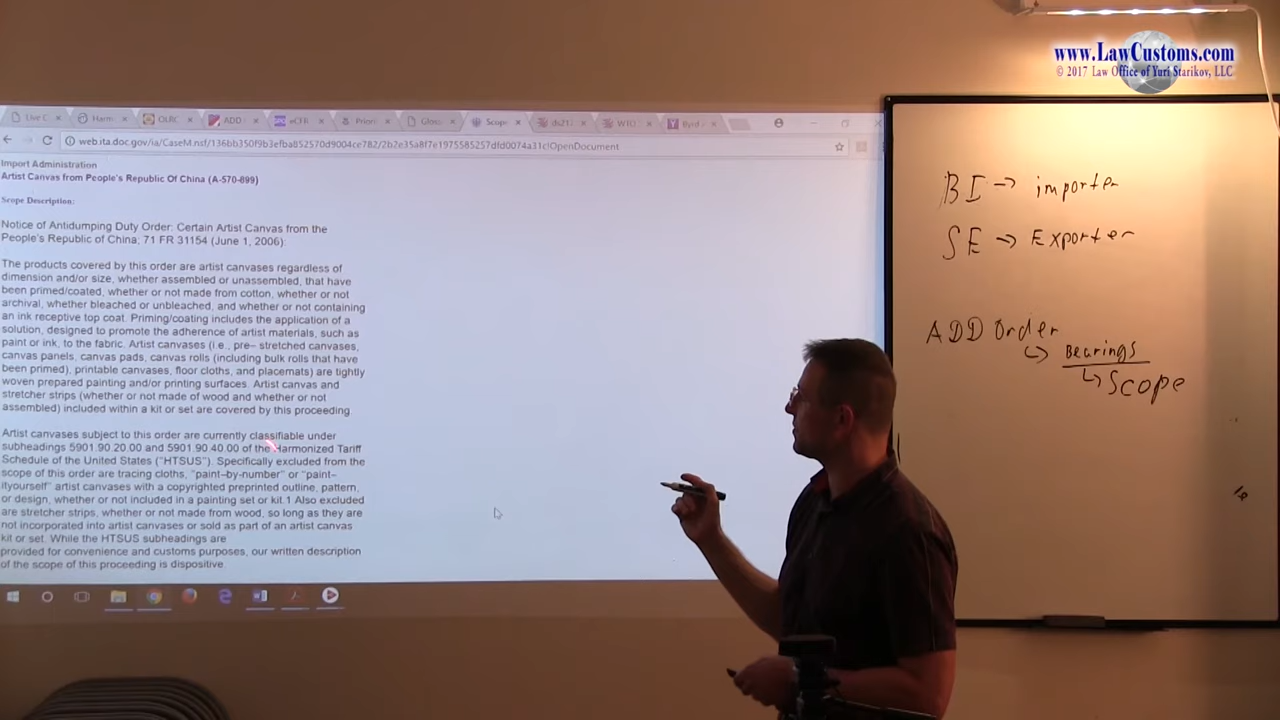 www.LawCustoms.com
© 2017 Law Office of Yuri Starikov, LLC
Live C
Harm
ADD
eCFR
Priori
Gloss
Scope
ds21
WTO
Byrd
web.ita.doc.gov/ia/CaseM.nsf/136bb350f9b3efba852570d9004ce782/2b2e35a8f7e1975585257dfd0074a31c!OpenDocument
Import Administration
Artist Canvas from People's Republic Of China (A-570-899)
Scope Description:
Notice of Antidumping Duty Order: Certain Artist Canvas from the
People's Republic of China; 71 FR 31154 (June 1, 2006)
The products covered by this order are artist canvases regardless of
dimension and/or size, whether assembled or unassembled, that have
been primed/coated, whether or not made from cotton, whether or not
archival, whether bleached or unbleached, and whether or not containing
an ink receptive top coat. Priming/coating includes the application of a
solution, designed to promote the adherence of artist materials, such as
paint or ink, to the fabric. Artist canvases (i.e., pre– stretched canvases,
canvas panels, canvas pads, canvas rolls (including bulk rolls that have
been primed), printable canvases, floor cloths, and placemats) are tightly
woven prepared painting and/or printing surfaces. Artist canvas and
stretcher strips (whether or not made of wood and whether or not
assembled) included within a kit or set are covered by this proceeding
Artist canvases subject to this order are currently classifiable under
subheadings 5901.90.20.00 and 5901.90.40.00 of the Harmonized Tariff
Schedule of the United States ("HTSUS"). Specifically excluded from the
scope of this order are tracing cloths, "paint–by-number" or "paint–
ityourself" artist canvases with a copyrighted preprinted outline, pattern,
or design, whether or not included in a painting set or kit.1 Also excluded
are stretcher strips, whether or not made from wood, so long as they are
not incorporated into artist canvases or sold as part of an artist canvas
kit or set. While the HTSUS subheadings are
provided for convenience and customs purposes, our written description
of the scope of this proceeding is dispositive.
BI → importer
SE → Exporter
ADD Order
↳ Bearings
↳ Scope